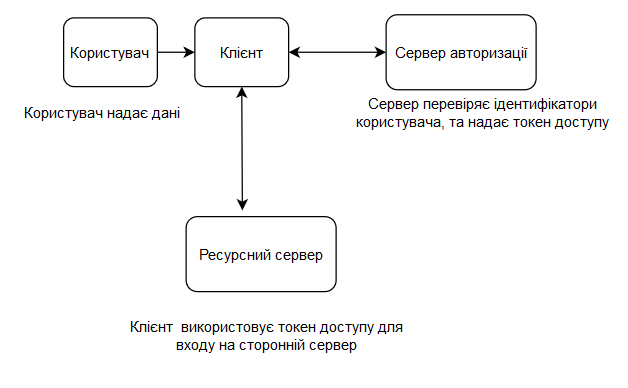 Користувач
Клієнт
Сервер авторизації
Користувач надає дані
Сервер перевіряє ідентифікатори
користувача, та надає токен доступу
Ресурсний сервер
Клієнт  використовує токен доступу для
входу на сторонній сервер